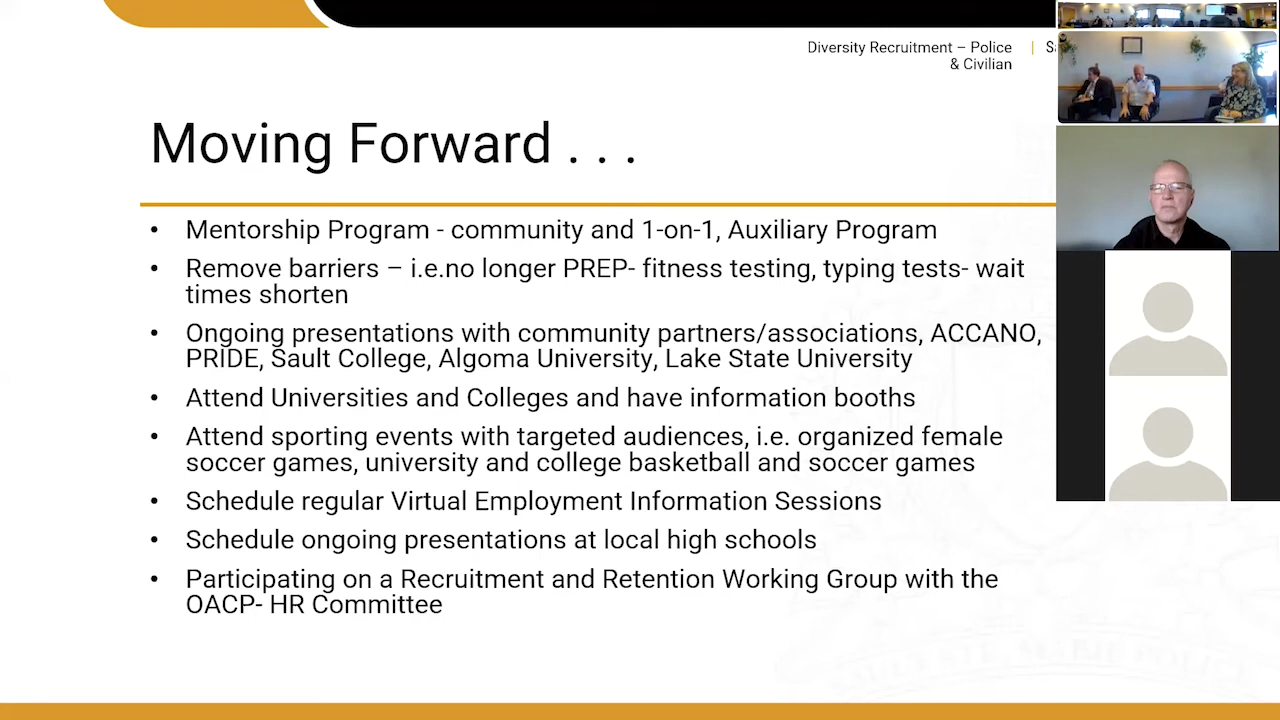 Diversity Recruitment – Police
& Civilian
Moving Forward . . .
• Mentorship Program - community and 1-on-1, Auxiliary Program
• Remove barriers – i.e.no longer PREP- fitness testing, typing tests- wait
times shorten
• Ongoing presentations with community partners/associations, ACCANO,
PRIDE, Sault College, Algoma University, Lake State University
• Attend Universities and Colleges and have information booths
• Attend sporting events with targeted audiences, i.e. organized female
soccer games, university and college basketball and soccer games
• Schedule regular Virtual Employment Information Sessions
• Schedule ongoing presentations at local high schools
• Participating on a Recruitment and Retention Working Group with the
OACP- HR Committee